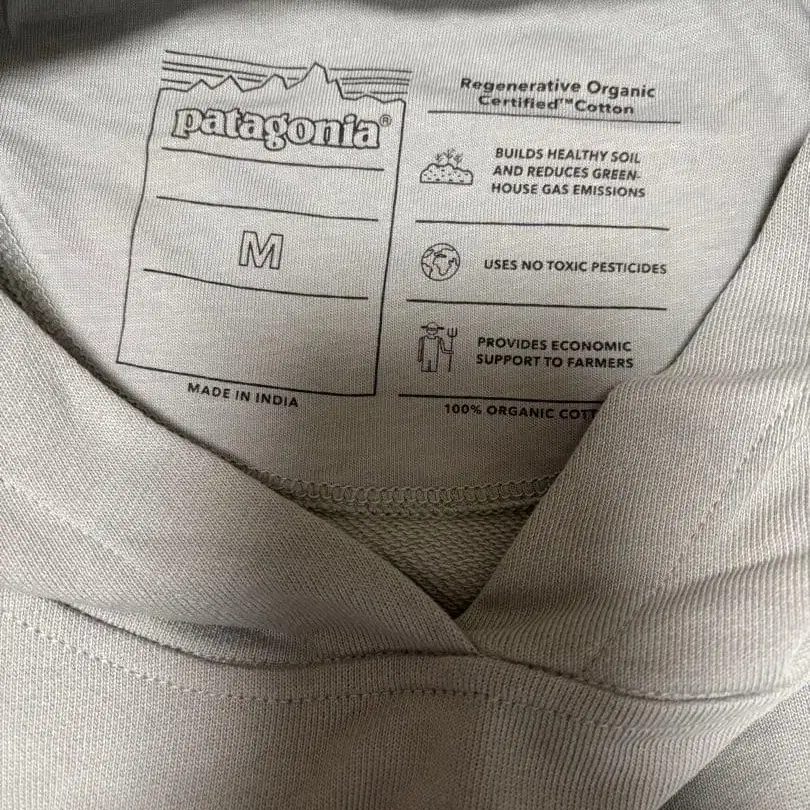 patagonia®
M
MADE IN INDIA
Regenerative Organic
Certified™Cotton
BUILDS HEALTHY SOIL
AND REDUCES GREEN-
HOUSE GAS EMISSIONS
USES NO TOXIC PESTICIDES
PROVIDES ECONOMIC
SUPPORT TO FARMERS
100% ORGANIC